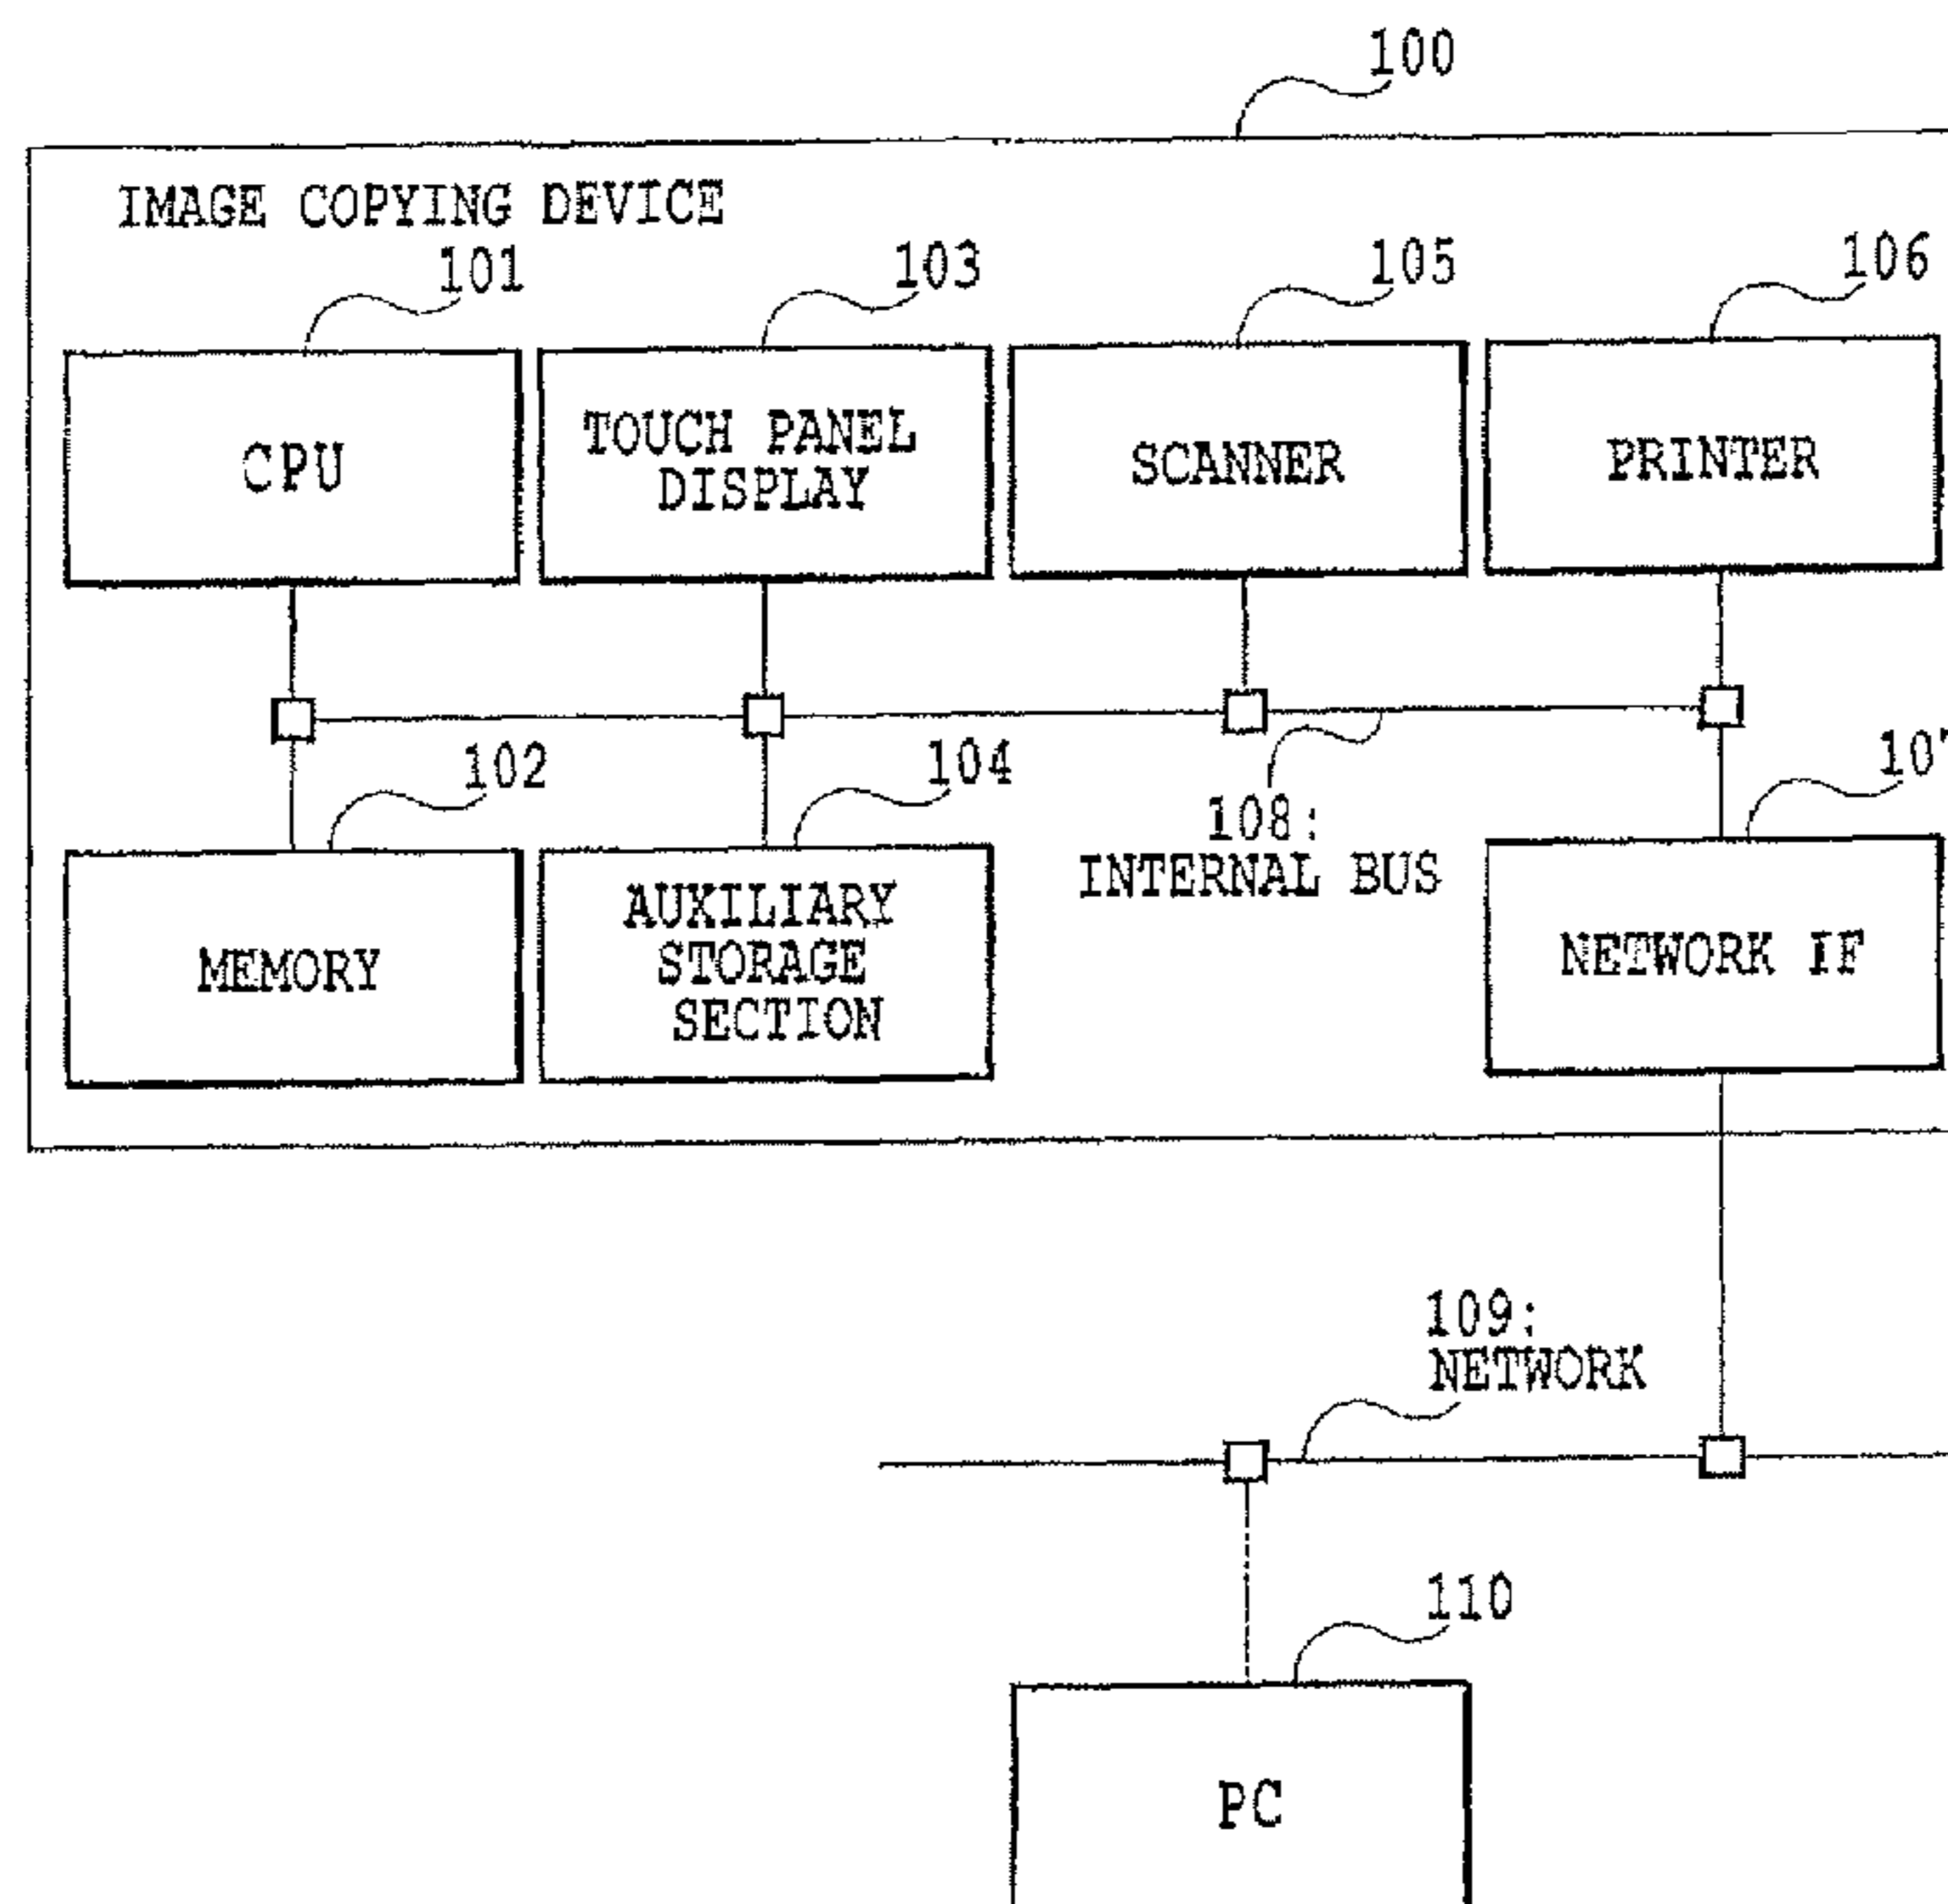 100
IMAGE COPYING DEVICE
101
103
105
106
CPU
TOUCH PANEL
DISPLAY
SCANNER
PRINTER
102
104
108:
INTERNAL BUS
MEMORY
AUXILIARY
STORAGE
SECTION
NETWORK IF
109:
NETWORK
110
PC